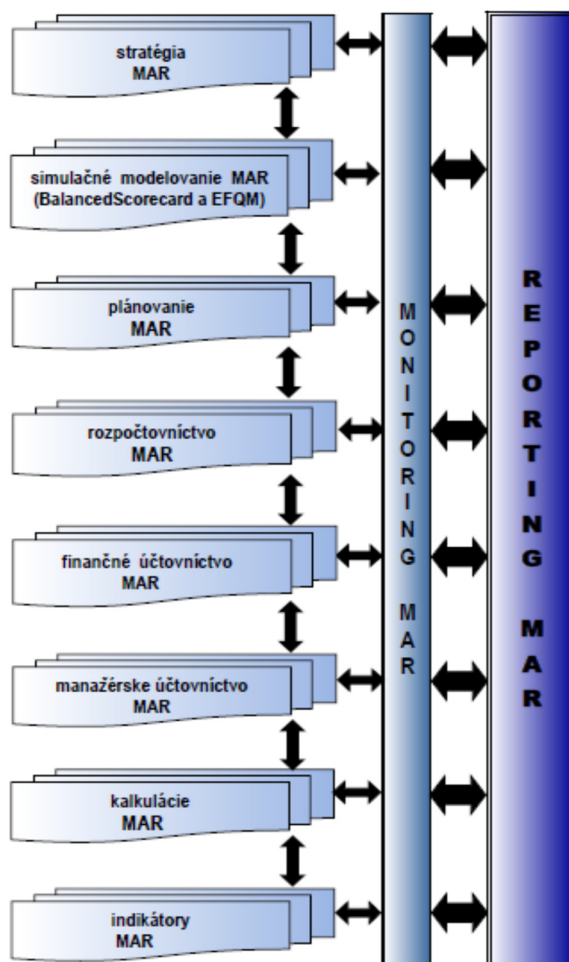 stratégia
MAR
simulačné modelovanie MAR
(BalancedScorecard a EFQM)
plánovanie
MAR
rozpočtovníctvo
MAR
finančné účtovníctvo
MAR
manažérske účtovníctvo
MAR
kalkulácie
MAR
indikátory
MAR
MONITORING MAR
REPORTING MAR